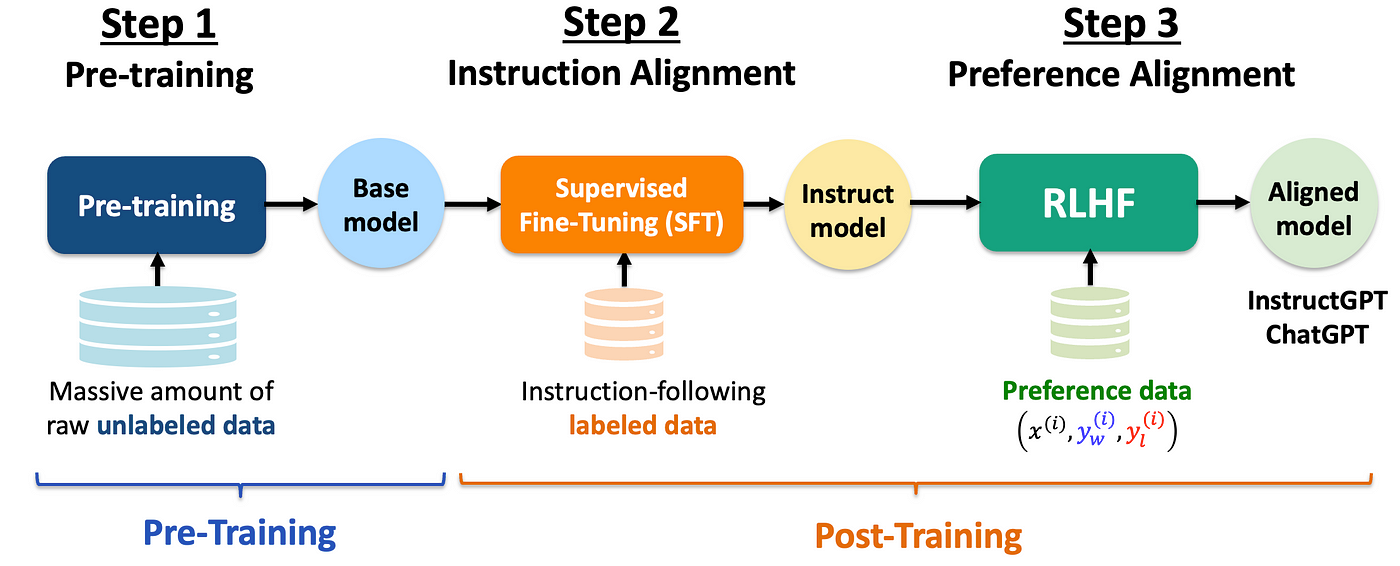 Step 1
Pre-training
Step 2
Instruction Alignment
Step 3
Preference Alignment
Pre-training
Base
model
Supervised
Fine-Tuning (SFT)
Instruct
model
RLHF
Aligned
model
InstructGPT
ChatGPT
Massive amount of
raw unlabeled data
Instruction-following
labeled data
Preference data
(x^(i), y_w^(i), y_l^(i))
Pre-Training
Post-Training